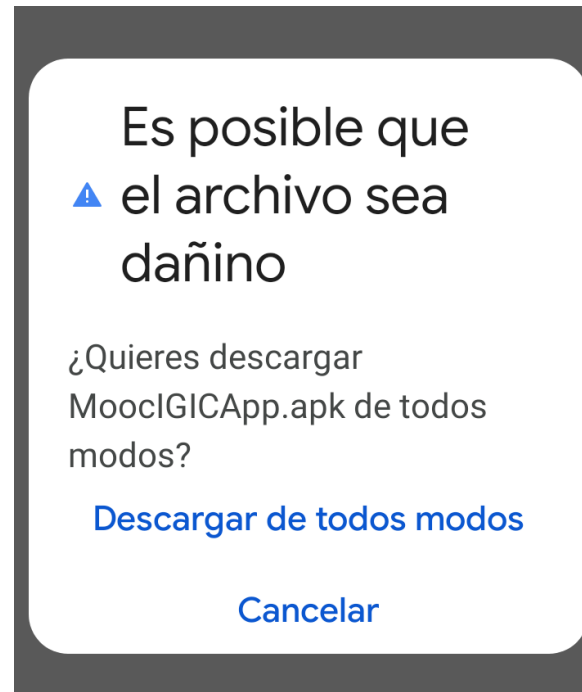 Es posible que
el archivo sea
dañino
¿Quieres descargar
MoocIGICApp.apk de todos
modos?
Descargar de todos modos
Cancelar